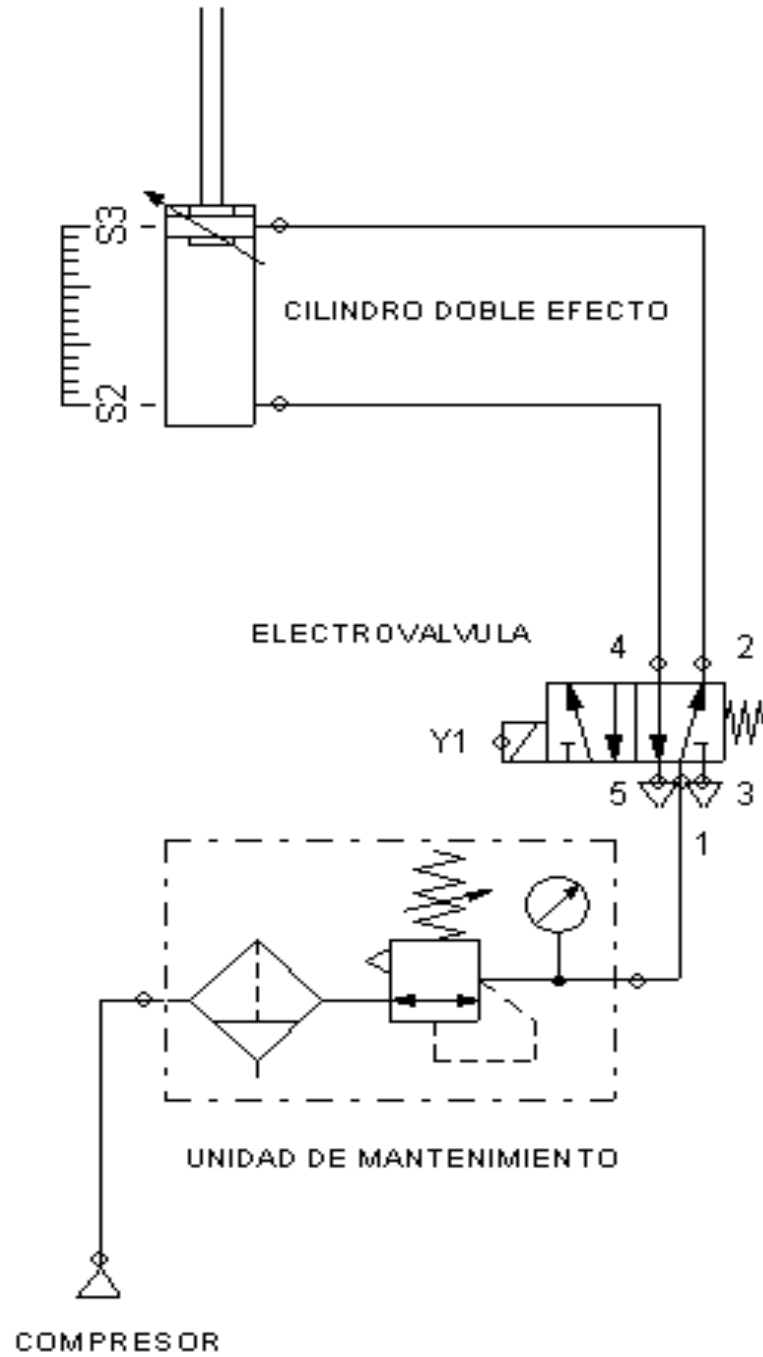 S3
CILINDRO DOBLE EFECTO
S2
ELECTROVALVULA
4 2
Y1
5 3
1
UNIDAD DE MANTENIMIENTO
COMPRESOR